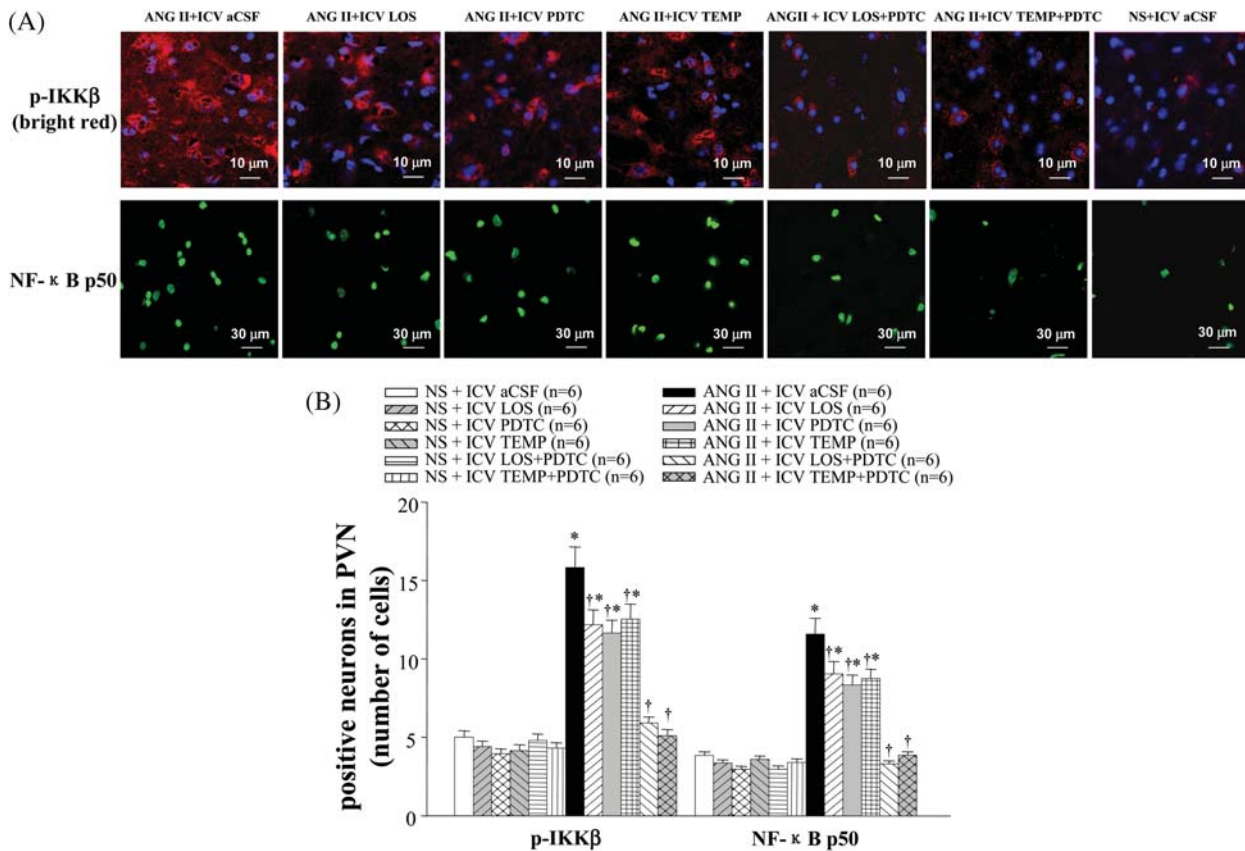 (A)
ANG II+ICV aCSF ANG II+ICV LOS ANG II+ICV PDTC ANG II+ICV TEMP ANGII + ICV LOS+PDTC ANG II+ICV TEMP+PDTC NS+ICV aCSF
p-IKKβ
(bright red)
10 μm 10 μm 10 μm 10 μm 10 μm 10 μm 10 μm
NF-κB p50
30 μm 30 μm 30 μm 30 μm 30 μm 30 μm 30 μm
(B)
NS + ICV aCSF (n=6) ANG II + ICV aCSF (n=6)
NS + ICV LOS (n=6) ANG II + ICV LOS (n=6)
NS + ICV PDTC (n=6) ANG II + ICV PDTC (n=6)
NS + ICV TEMP (n=6) ANG II + ICV TEMP (n=6)
NS + ICV LOS+PDTC (n=6) ANG II + ICV LOS+PDTC (n=6)
NS + ICV TEMP+PDTC (n=6) ANG II + ICV TEMP+PDTC (n=6)
positive neurons in PVN
(number of cells)
20
15
10
5
0
* †* †* †* † †
* †* †* †* † †
p-IKKβ NF-κB p50